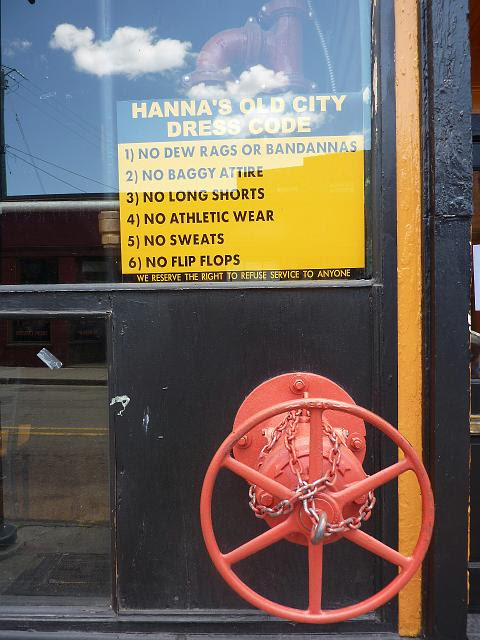 HANNA'S OLD CITY
DRESS CODE
1) NO DEW RAGS OR BANDANNAS
2) NO BAGGY ATTIRE
3) NO LONG SHORTS
4) NO ATHLETIC WEAR
5) NO SWEATS
6) NO FLIP FLOPS
WE RESERVE THE RIGHT TO REFUSE SERVICE TO ANYONE